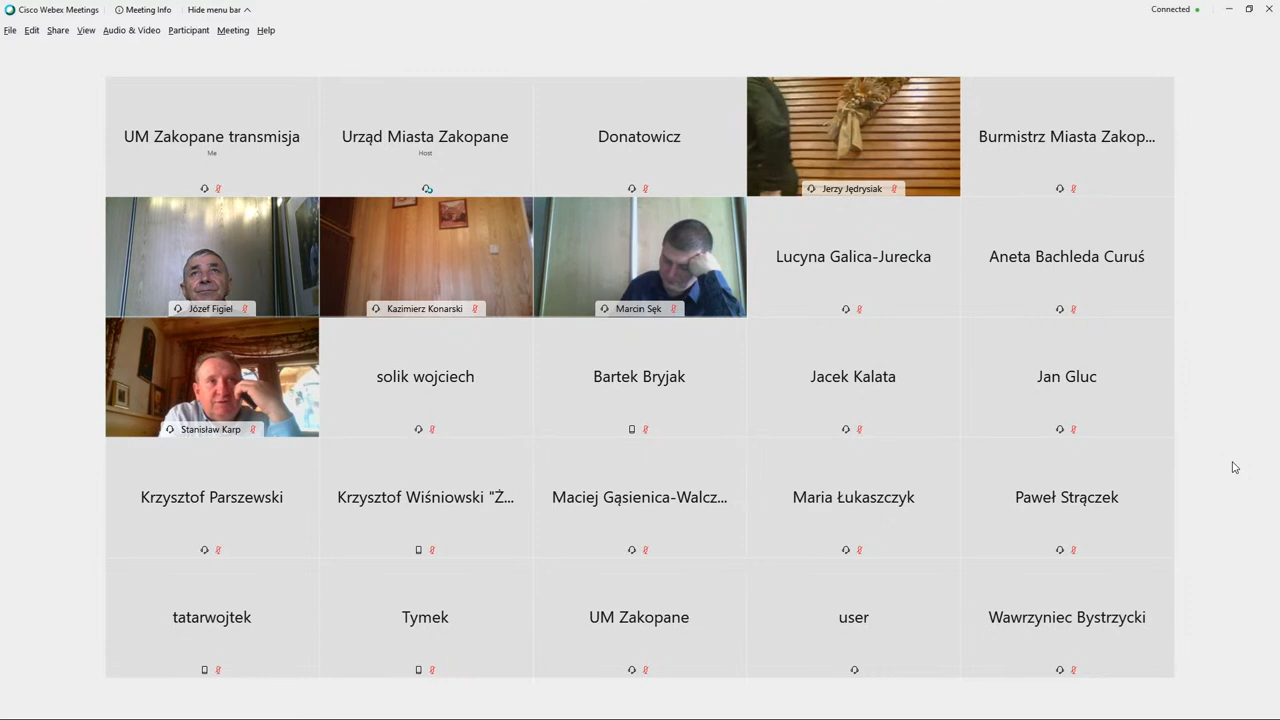 Cisco Webex Meetings
Meeting Info
Hide menu bar
Connected
File Edit Share View Audio & Video Participant Meeting Help
UM Zakopane transmisja
Me
Urząd Miasta Zakopane
Host
Donatowicz
Jerzy Jędrysiak
Burmistrz Miasta Zakop...
Józef Figiel
Kazimierz Konarski
Marcin Sęk
Lucyna Galica-Jurecka
Aneta Bachleda Curuś
Stanisław Karp
solik wojciech
Bartek Bryjak
Jacek Kalata
Jan Gluc
Krzysztof Parszewski
Krzysztof Wiśniowski "Ż...
Maciej Gąsienica-Walcz...
Maria Łukaszczyk
Paweł Strączek
tatarwojtek
Tymek
UM Zakopane
user
Wawrzyniec Bystrzycki